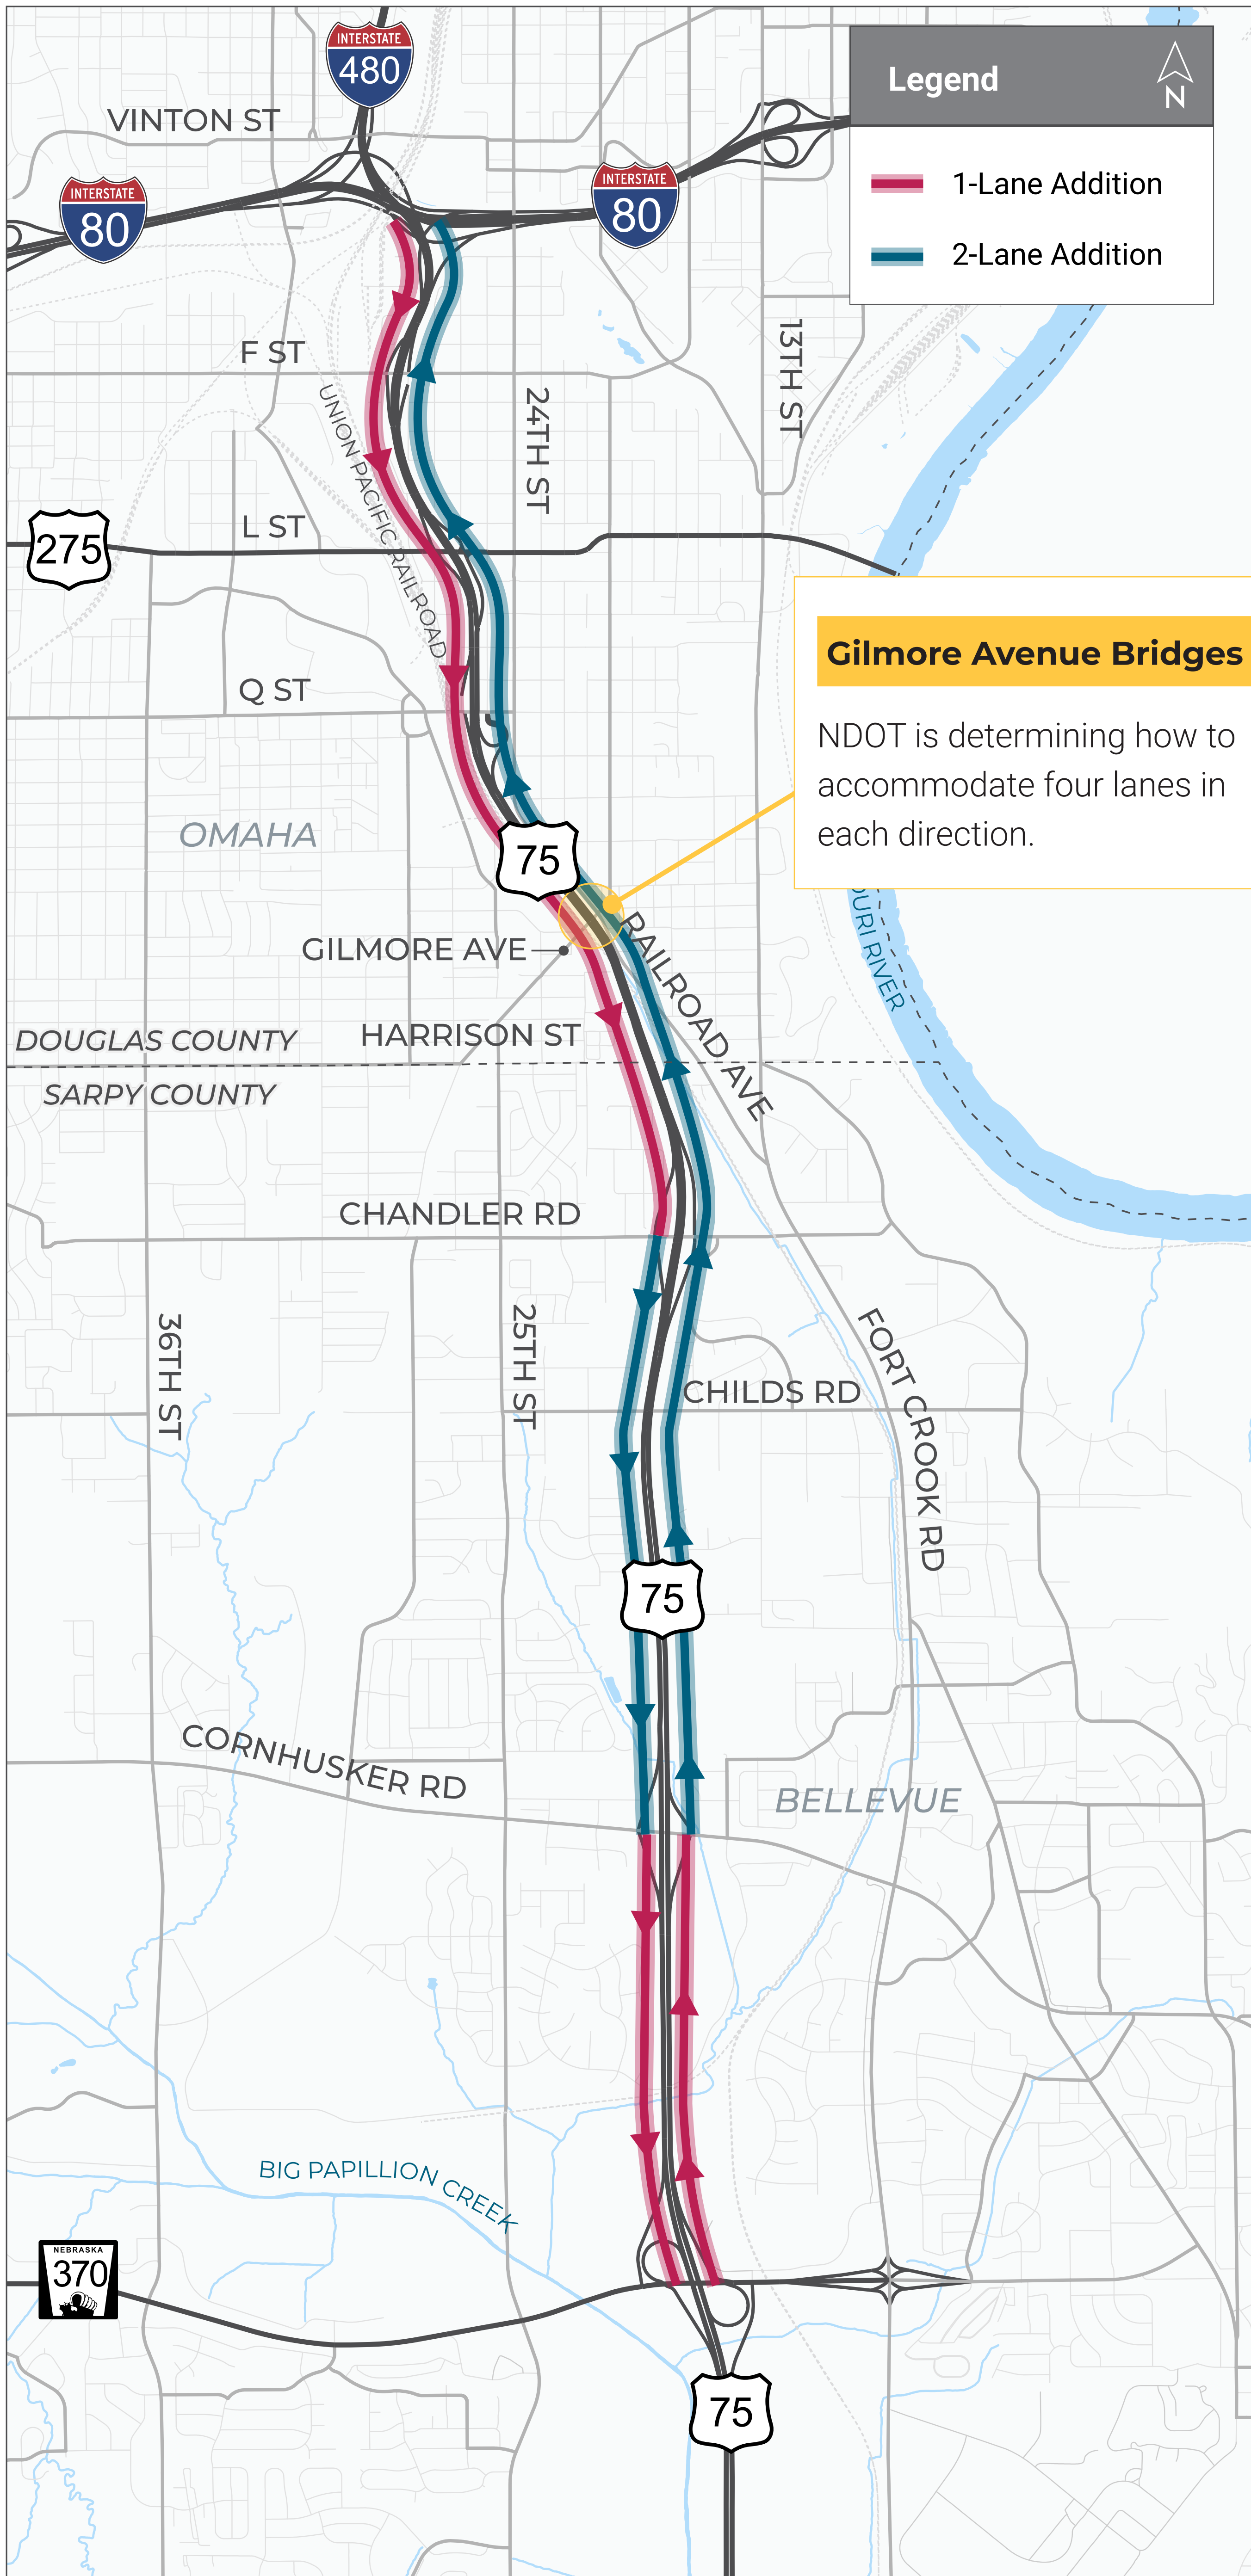 INTERSTATE
480
Legend
N
VINTON ST
INTERSTATE
80
INTERSTATE
80
1-Lane Addition
2-Lane Addition
F ST
13TH ST
24TH ST
UNION PACIFIC RAILROAD
L ST
275
Gilmore Avenue Bridges
NDOT is determining how to
accommodate four lanes in
each direction.
Q ST
OMAHA
75
RIVER
GILMORE AVE
RAILROAD AVE
HARRISON ST
DOUGLAS COUNTY
SARPY COUNTY
CHANDLER RD
36TH ST
25TH ST
CHILDS RD
FORT CROOK RD
75
CORNHUSKER RD
BELLEVUE
BIG PAPILLION CREEK
NEBRASKA
370
75